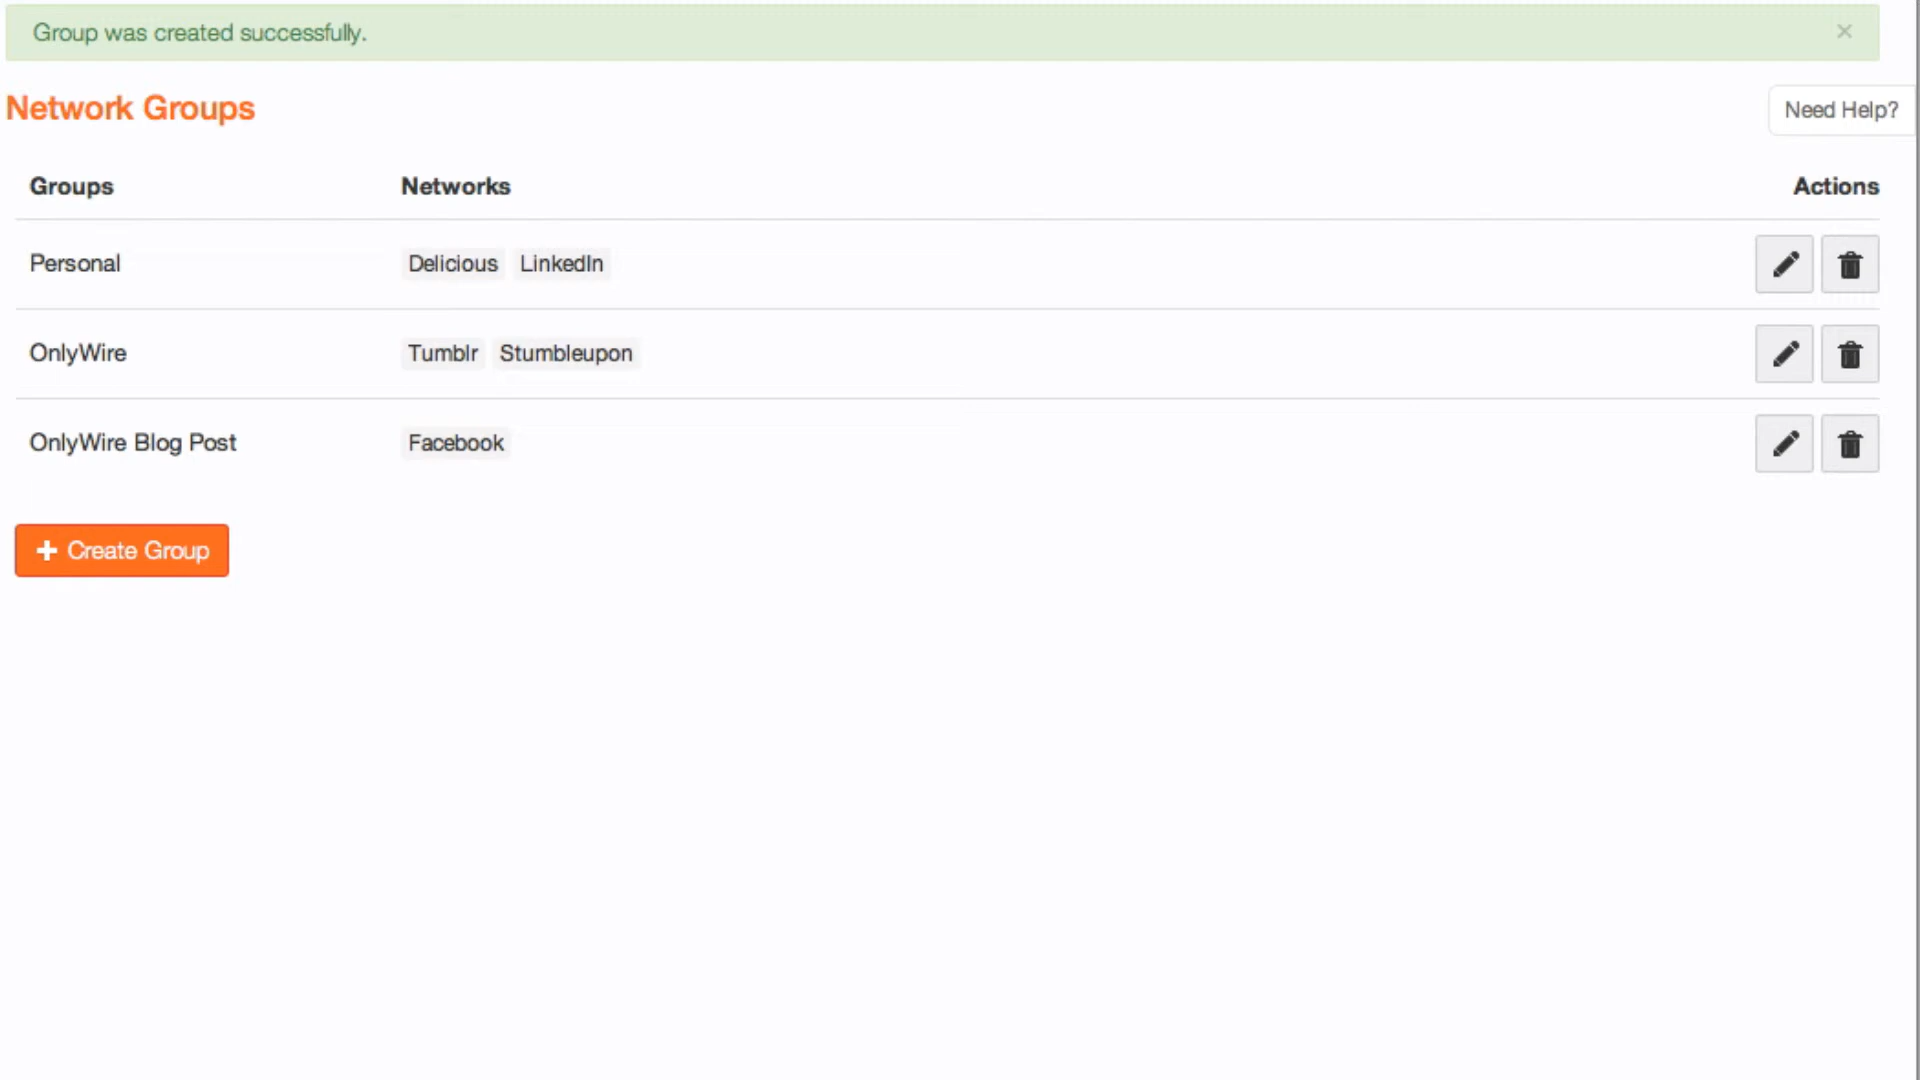 Group was created successfully. ×
Network Groups
Need Help?
Groups Networks Actions
Personal Delicious LinkedIn
OnlyWire Tumblr Stumbleupon
OnlyWire Blog Post Facebook
Create Group